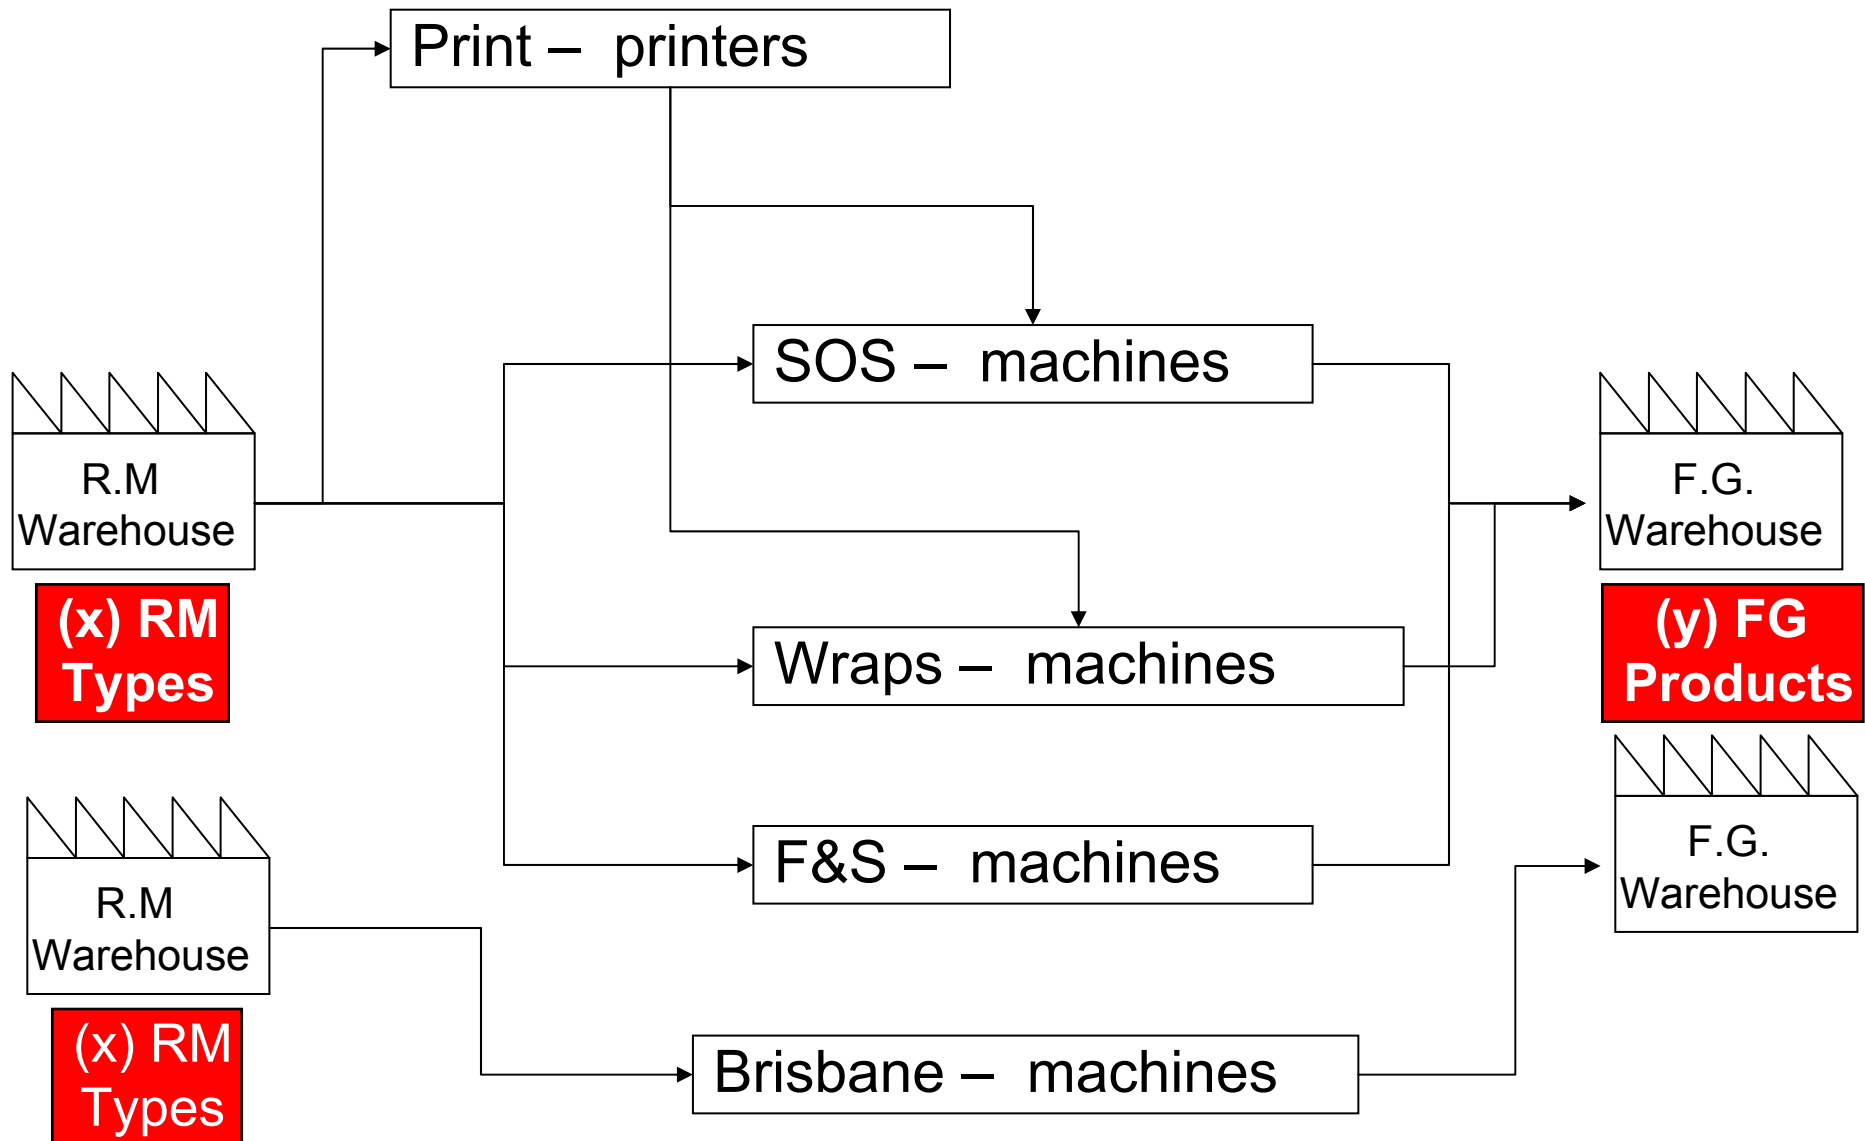 Print – printers
SOS – machines
R.M
Warehouse
F.G.
Warehouse
(x) RM
Types
Wraps – machines
(y) FG
Products
F&S – machines
F.G.
Warehouse
R.M
Warehouse
(x) RM
Types
Brisbane – machines